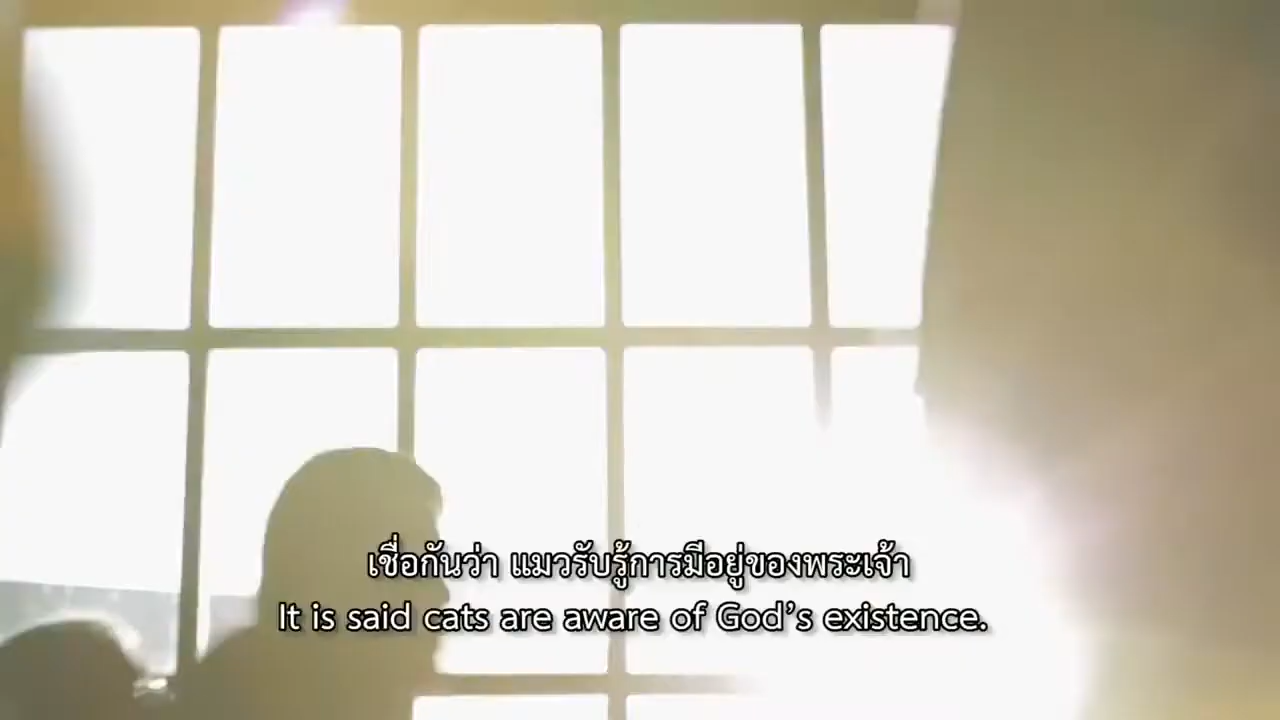 เชื่อกันว่า แมวรับรู้การมีอยู่ของพระเจ้า
It is said cats are aware of God's existence.